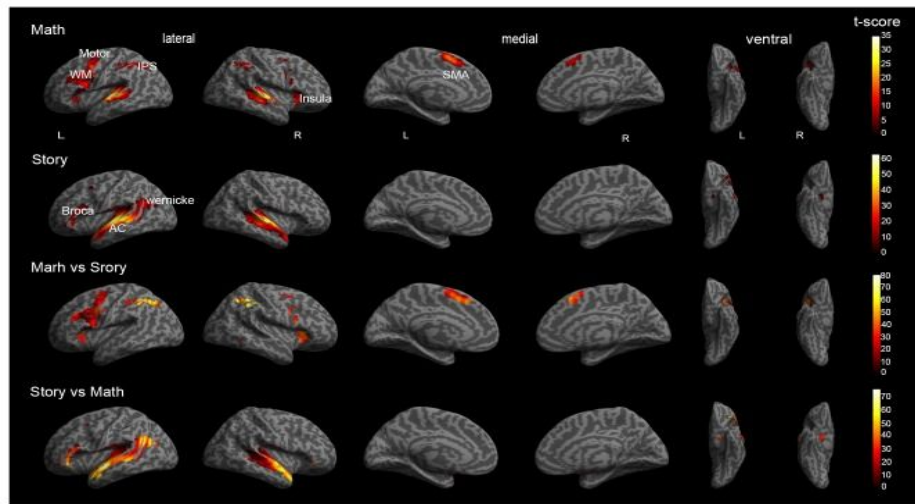 t-score
Math
lateral
medial
ventral
Motor
WM
IPS
SMA
Insula
L
R
L
R
L
R
35
30
25
20
15
10
5
0
Story
Broca
wernicke
AC
60
50
40
30
20
10
0
Marh vs Srory
80
70
60
50
40
30
20
10
0
Story vs Math
70
60
50
40
30
20
10
0